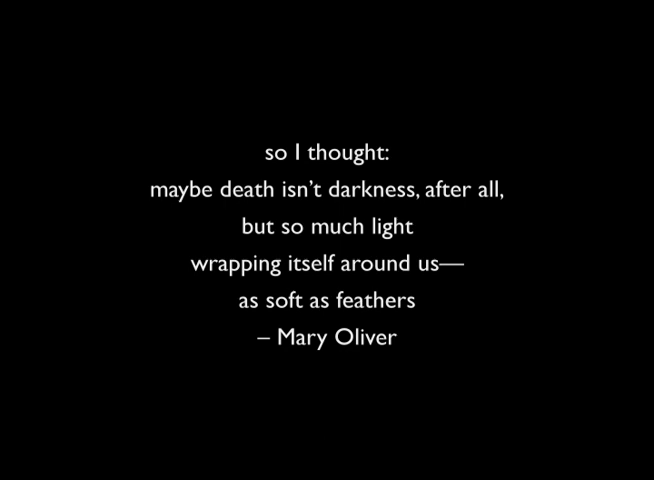 so I thought:
maybe death isn’t darkness, after all,
but so much light
wrapping itself around us—
as soft as feathers
– Mary Oliver